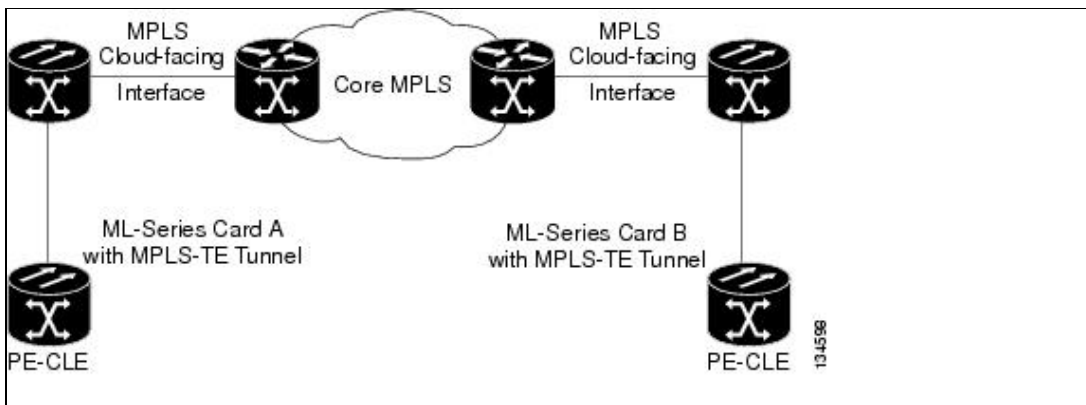 MPLS
Cloud-facing
Interface
Core MPLS
MPLS
Cloud-facing
Interface
ML-Series Card A
with MPLS-TE Tunnel
ML-Series Card B
with MPLS-TE Tunnel
PE-CLE
PE-CLE
134598